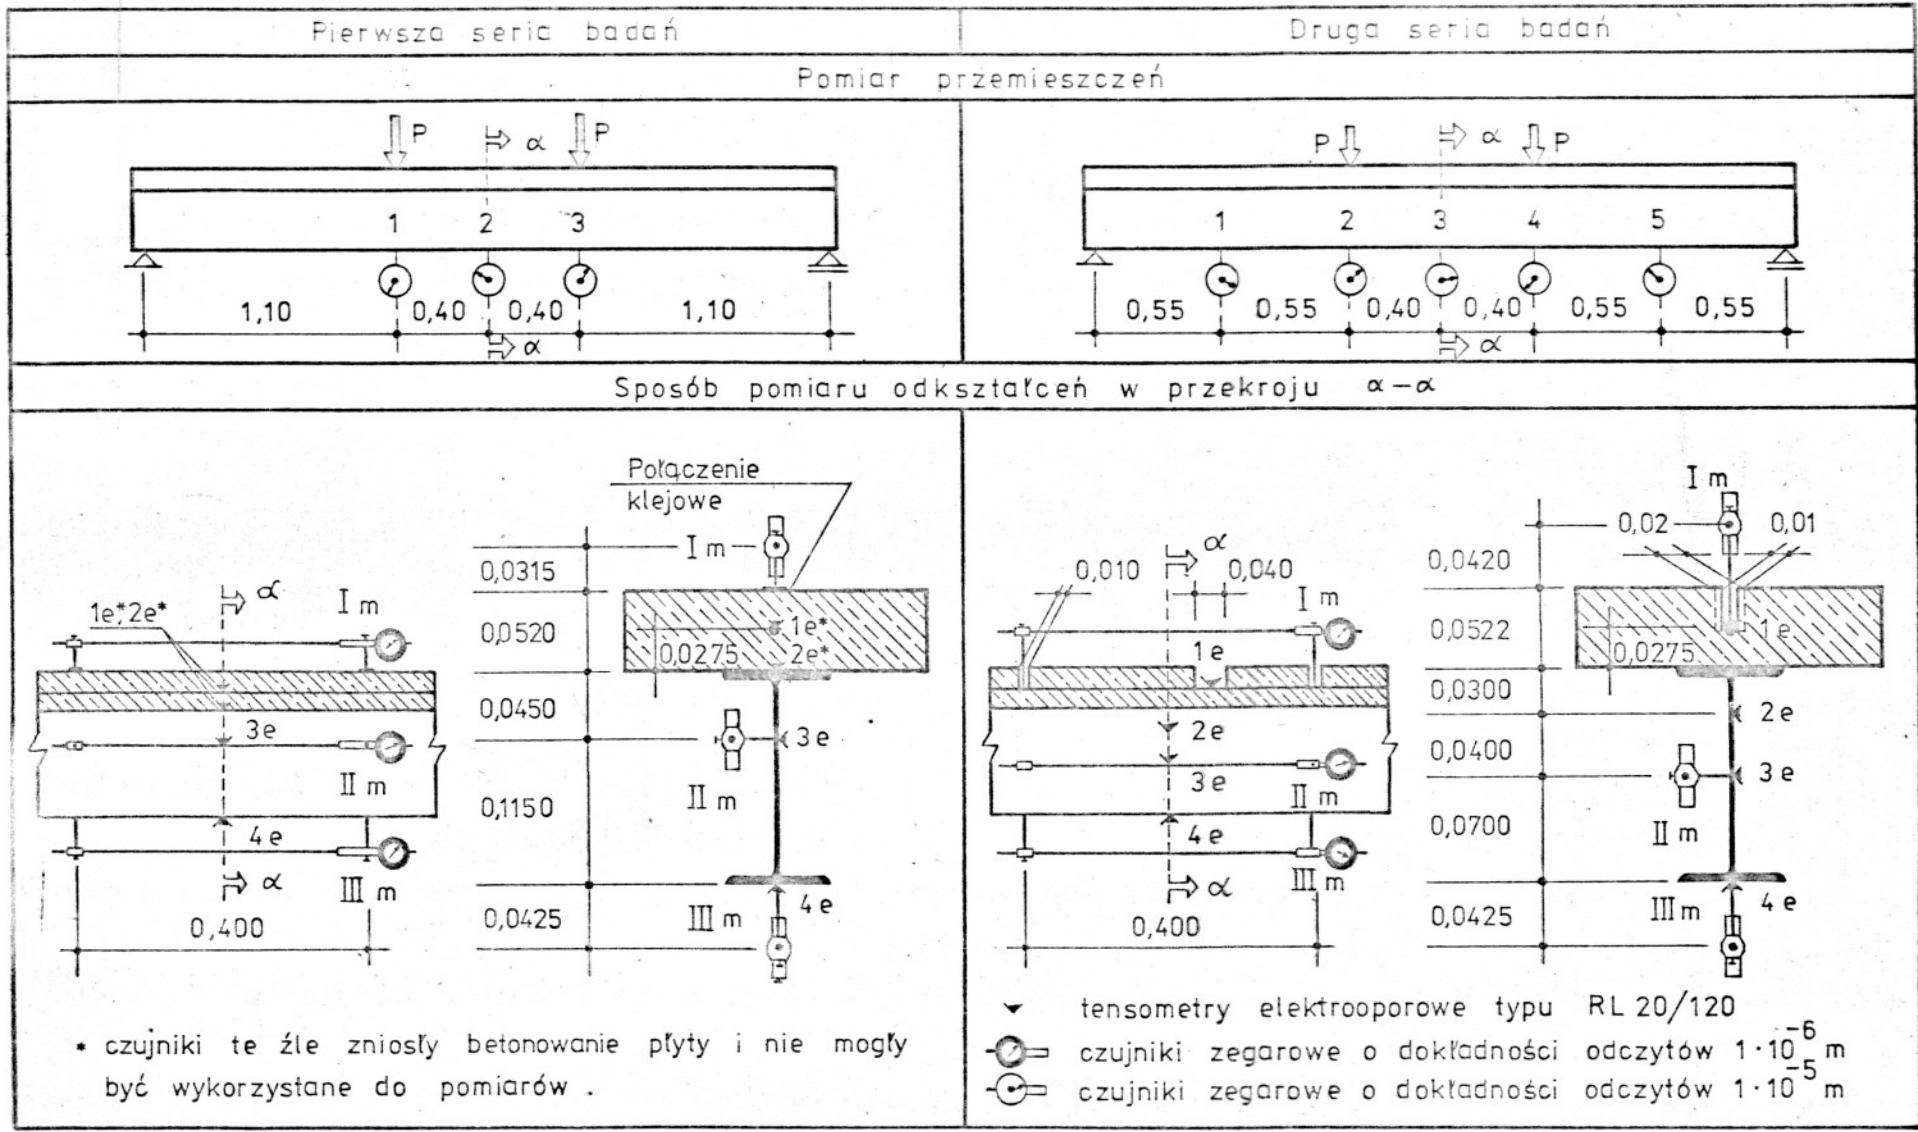 Pierwsza seria badań
Druga seria badań
Pomiar przemieszczeń
P
α
P
1 2 3
1,10 0,40 0,40 1,10
α
P
α
P
1 2 3 4 5
0,55 0,55 0,40 0,40 0,55 0,55
α
Sposób pomiaru odkształceń w przekroju α-α
1e*,2e*
α
I m
3e
II m
4e
α
III m
0,400
Połączenie
klejowe
I m
0,0315
0,0520
1e*
2e*
0,0275
0,0450
3e
II m
0,1150
4e
III m
0,0425
* czujniki te źle zniosły betonowanie płyty i nie mogły
być wykorzystane do pomiarów .
0,010
α
0,040
I m
1e
2e
3e
II m
4e
α
III m
0,400
I m
0,02
0,01
0,0420
0,0522
1e
0,0275
0,0300
2e
0,0400
3e
II m
0,0700
4e
III m
0,0425
tensometry elektrooporowe typu RL 20/120
czujniki zegarowe o dokładności odczytów 1·10⁻⁶ m
czujniki zegarowe o dokładności odczytów 1·10⁻⁵ m